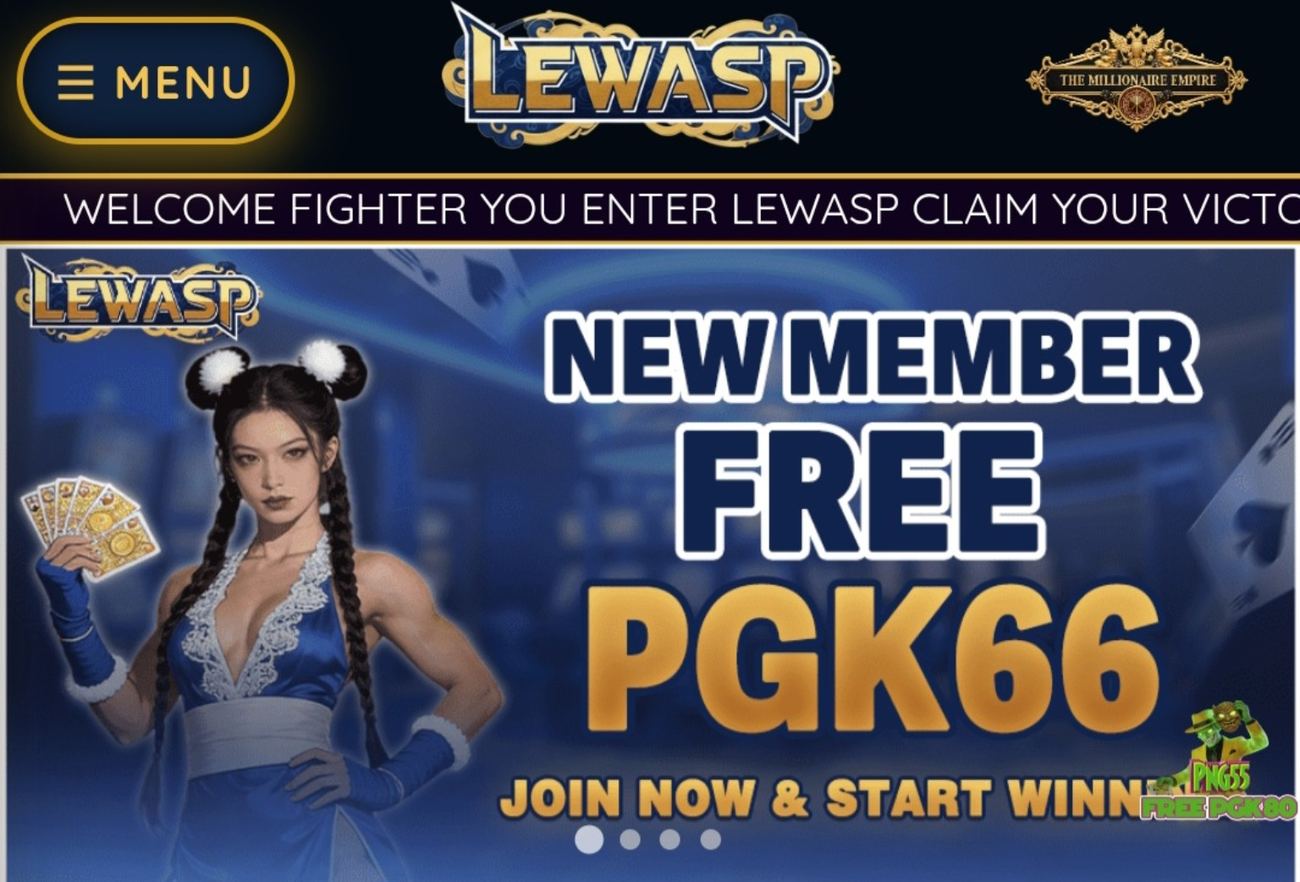 ☰ MENU
LEWASP
THE MILLIONAIRE EMPIRE
WELCOME FIGHTER YOU ENTER LEWASP CLAIM YOUR VICTO
LEWASP
NEW MEMBER
FREE
PGK66
JOIN NOW & START WINN
PNG55
FREE PGK80